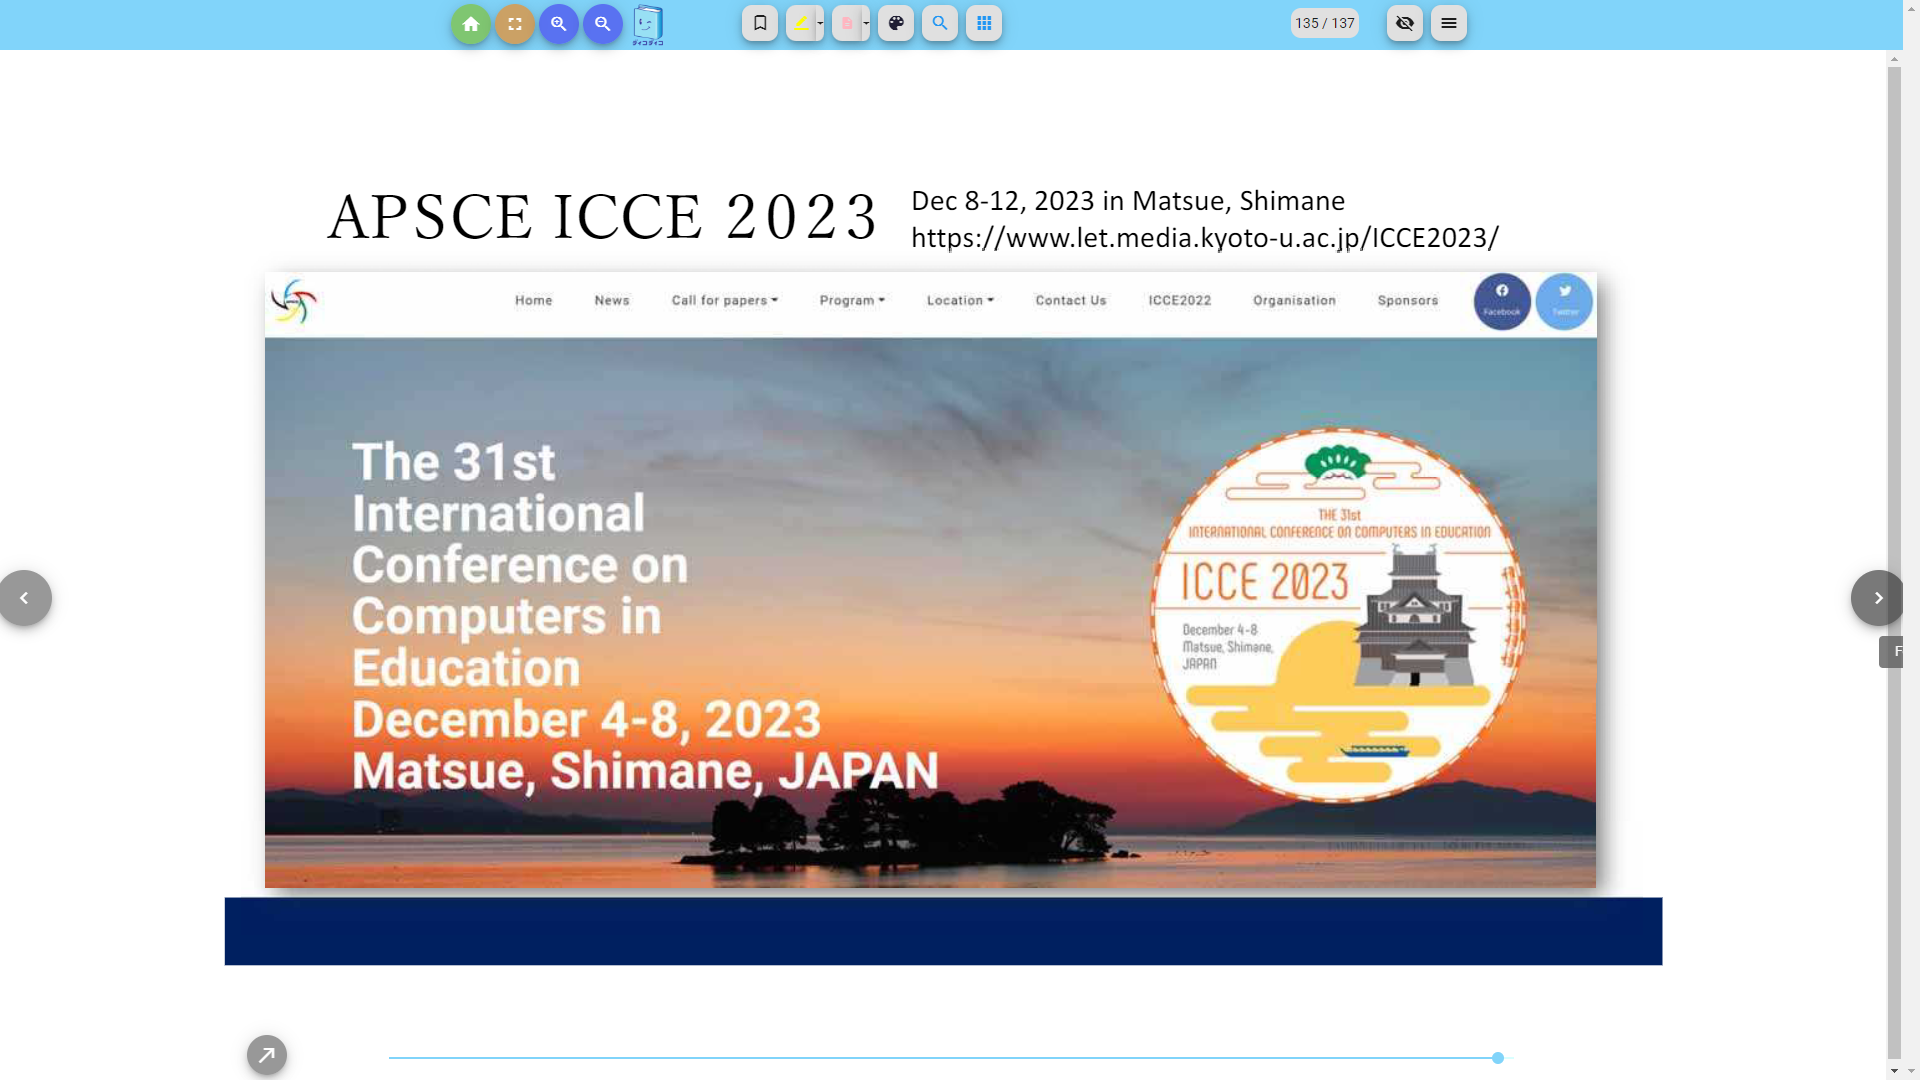 ダイコダイコ
135 / 137
APSCE ICCE 2023
Dec 8-12, 2023 in Matsue, Shimane
https://www.let.media.kyoto-u.ac.jp/ICCE2023/
Home News Call for papers Program Location Contact Us ICCE2022 Organisation Sponsors Facebook Twitter
The 31st
International
Conference on
Computers in
Education
December 4-8, 2023
Matsue, Shimane, JAPAN
THE 31st
INTERNATIONAL CONFERENCE ON COMPUTERS IN EDUCATION
ICCE 2023
December 4-8
Matsue, Shimane,
JAPAN
F